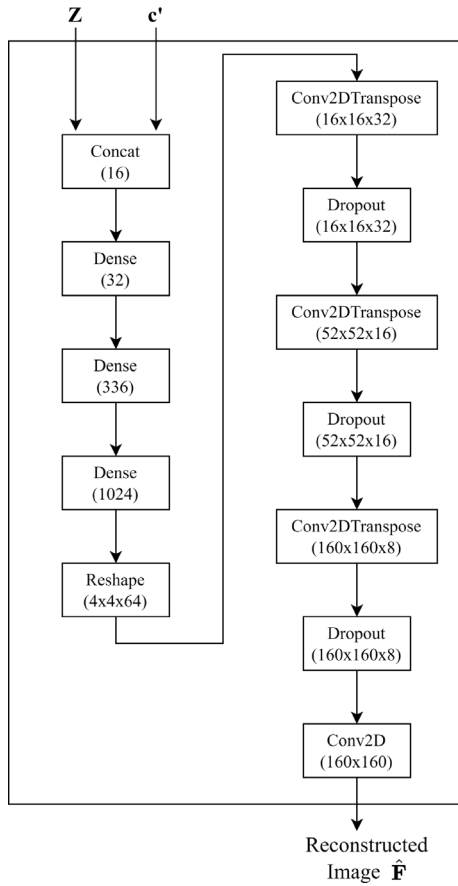 Z c'
Concat
(16)
Dense
(32)
Dense
(336)
Dense
(1024)
Reshape
(4x4x64)
Conv2DTranspose
(16x16x32)
Dropout
(16x16x32)
Conv2DTranspose
(52x52x16)
Dropout
(52x52x16)
Conv2DTranspose
(160x160x8)
Dropout
(160x160x8)
Conv2D
(160x160)
Reconstructed
Image F̂